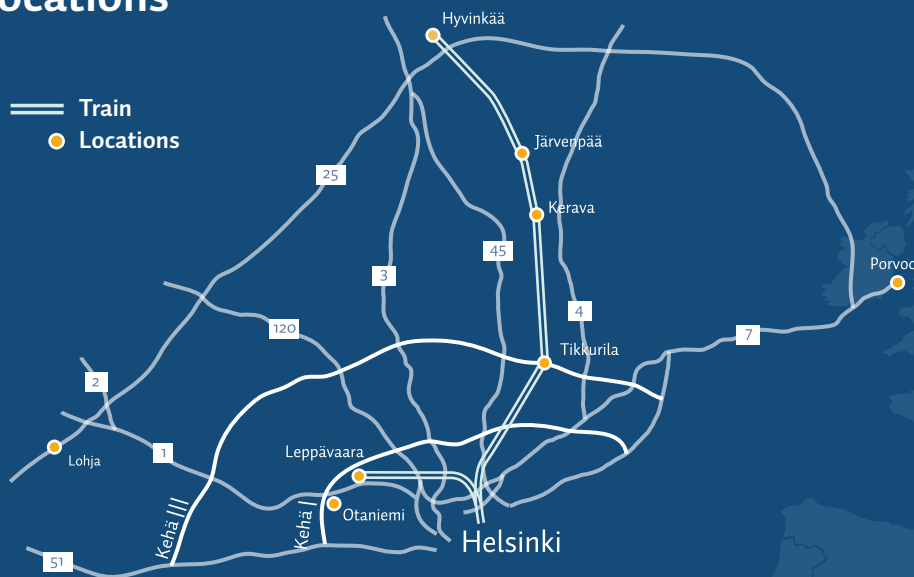 ocations
Hyvinkää
Train
Locations
Järvenpää
25
Kerava
45
3
Porvoo
4
120
7
Tikkurila
2
Leppävaara
1
Lohja
Kehä III
Kehä I
Otaniemi
Helsinki
51